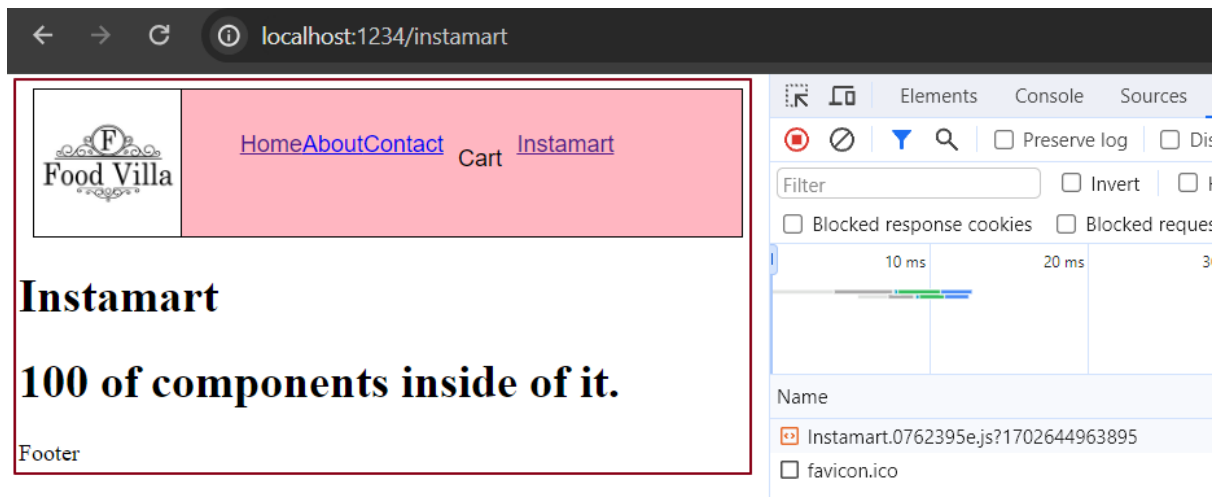 localhost:1234/instamart
F
Food Villa
HomeAboutContact Cart Instamart
Instamart
100 of components inside of it.
Footer
Elements Console Sources
Preserve log Dis
Filter Invert
Blocked response cookies Blocked reques
10 ms 20 ms 3
Name
Instamart.0762395e.js?1702644963895
favicon.ico